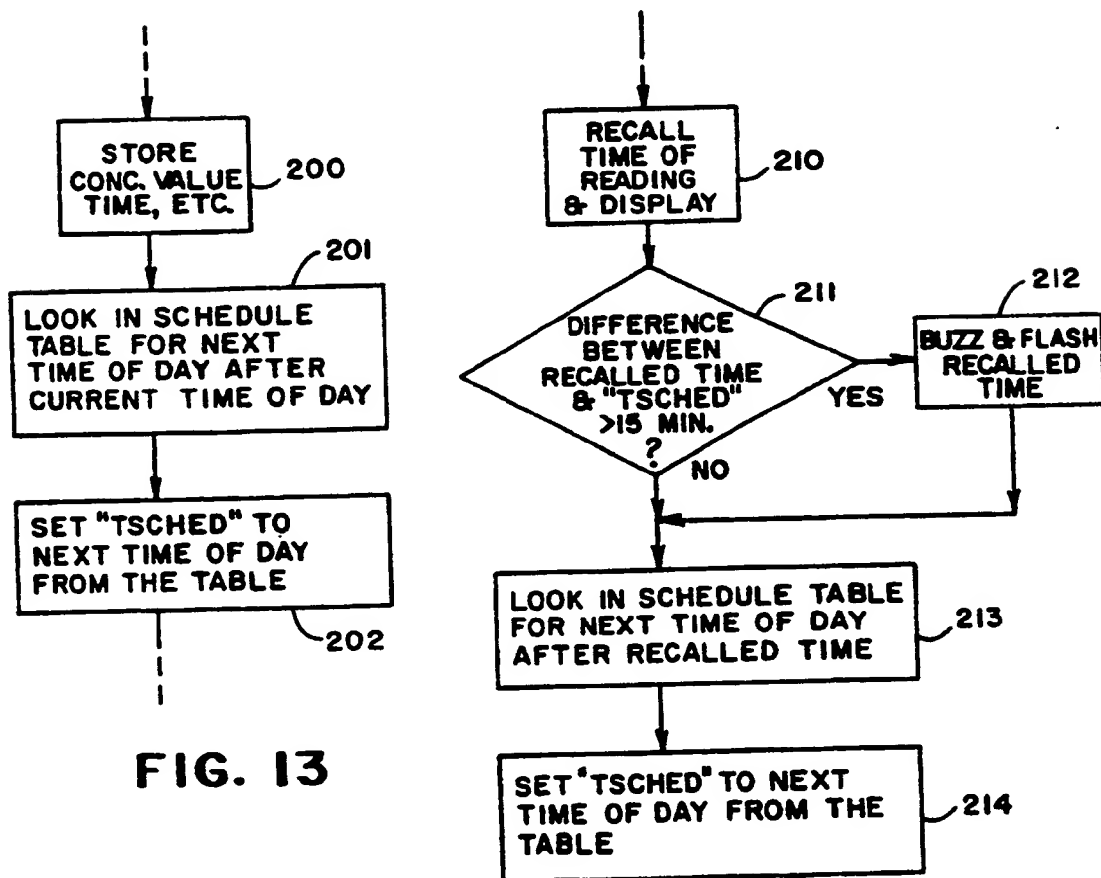 STORE
CONC. VALUE
TIME, ETC.
200
201
LOOK IN SCHEDULE
TABLE FOR NEXT
TIME OF DAY AFTER
CURRENT TIME OF DAY
SET "TSCHED" TO
NEXT TIME OF DAY
FROM THE TABLE
202
FIG. 13
RECALL
TIME OF
READING
& DISPLAY
210
211
DIFFERENCE
BETWEEN
RECALLED TIME
& "TSCHED"
>15 MIN.
?
YES
NO
212
BUZZ & FLASH
RECALLED
TIME
LOOK IN SCHEDULE TABLE
FOR NEXT TIME OF DAY
AFTER RECALLED TIME
213
SET "TSCHED" TO NEXT
TIME OF DAY FROM THE
TABLE
214